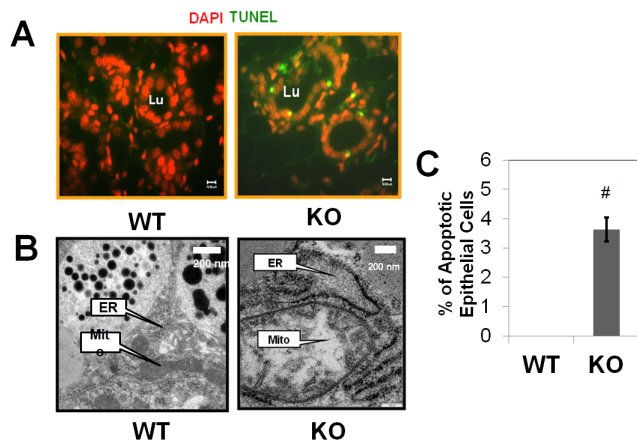 DAPI TUNEL
A
Lu
Lu
WT
KO
B
200 nm
ER
Mit
o
200 nm
ER
Mito
WT
KO
C
% of Apoptotic
Epithelial Cells
6
5
4
3
2
1
0
#
WT
KO